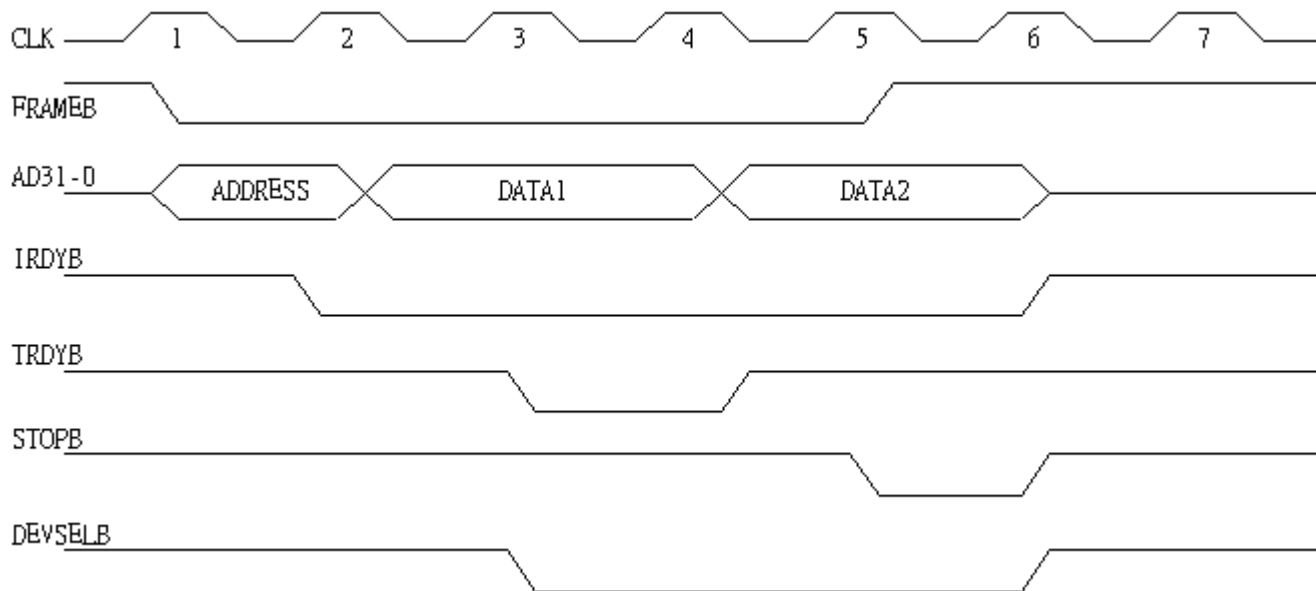 CLK 1 2 3 4 5 6 7
FRAMEB
AD31-0 ADDRESS DATA1 DATA2
IRDYB
TRDYB
STOPB
DEVSELB